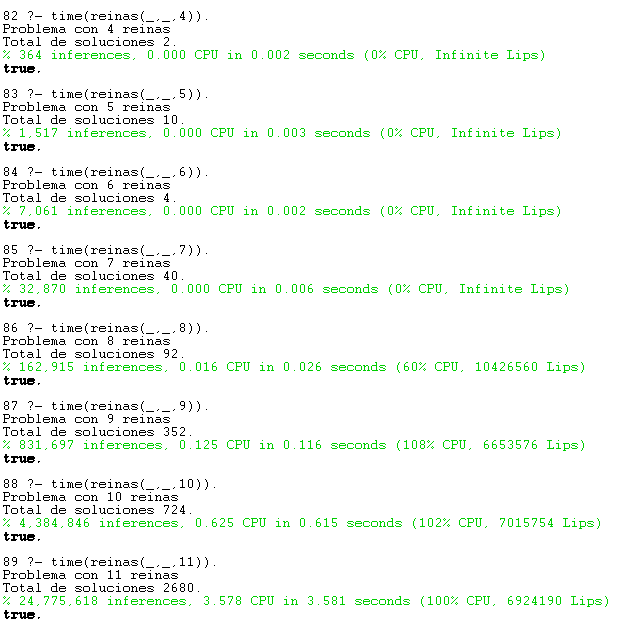 82 ?- time(reinas(_,_,4)).
Problema con 4 reinas
Total de soluciones 2.
% 364 inferences, 0.000 CPU in 0.002 seconds (0% CPU, Infinite Lips)
true.
83 ?- time(reinas(_,_,5)).
Problema con 5 reinas
Total de soluciones 10.
% 1,517 inferences, 0.000 CPU in 0.003 seconds (0% CPU, Infinite Lips)
true.
84 ?- time(reinas(_,_,6)).
Problema con 6 reinas
Total de soluciones 4.
% 7,061 inferences, 0.000 CPU in 0.002 seconds (0% CPU, Infinite Lips)
true.
85 ?- time(reinas(_,_,7)).
Problema con 7 reinas
Total de soluciones 40.
% 32,870 inferences, 0.000 CPU in 0.006 seconds (0% CPU, Infinite Lips)
true.
86 ?- time(reinas(_,_,8)).
Problema con 8 reinas
Total de soluciones 92.
% 162,915 inferences, 0.016 CPU in 0.026 seconds (60% CPU, 10426560 Lips)
true.
87 ?- time(reinas(_,_,9)).
Problema con 9 reinas
Total de soluciones 352.
% 831,697 inferences, 0.125 CPU in 0.116 seconds (108% CPU, 6653576 Lips)
true.
88 ?- time(reinas(_,_,10)).
Problema con 10 reinas
Total de soluciones 724.
% 4,384,846 inferences, 0.625 CPU in 0.615 seconds (102% CPU, 7015754 Lips)
true.
89 ?- time(reinas(_,_,11)).
Problema con 11 reinas
Total de soluciones 2680.
% 24,775,618 inferences, 3.578 CPU in 3.581 seconds (100% CPU, 6924190 Lips)
true.